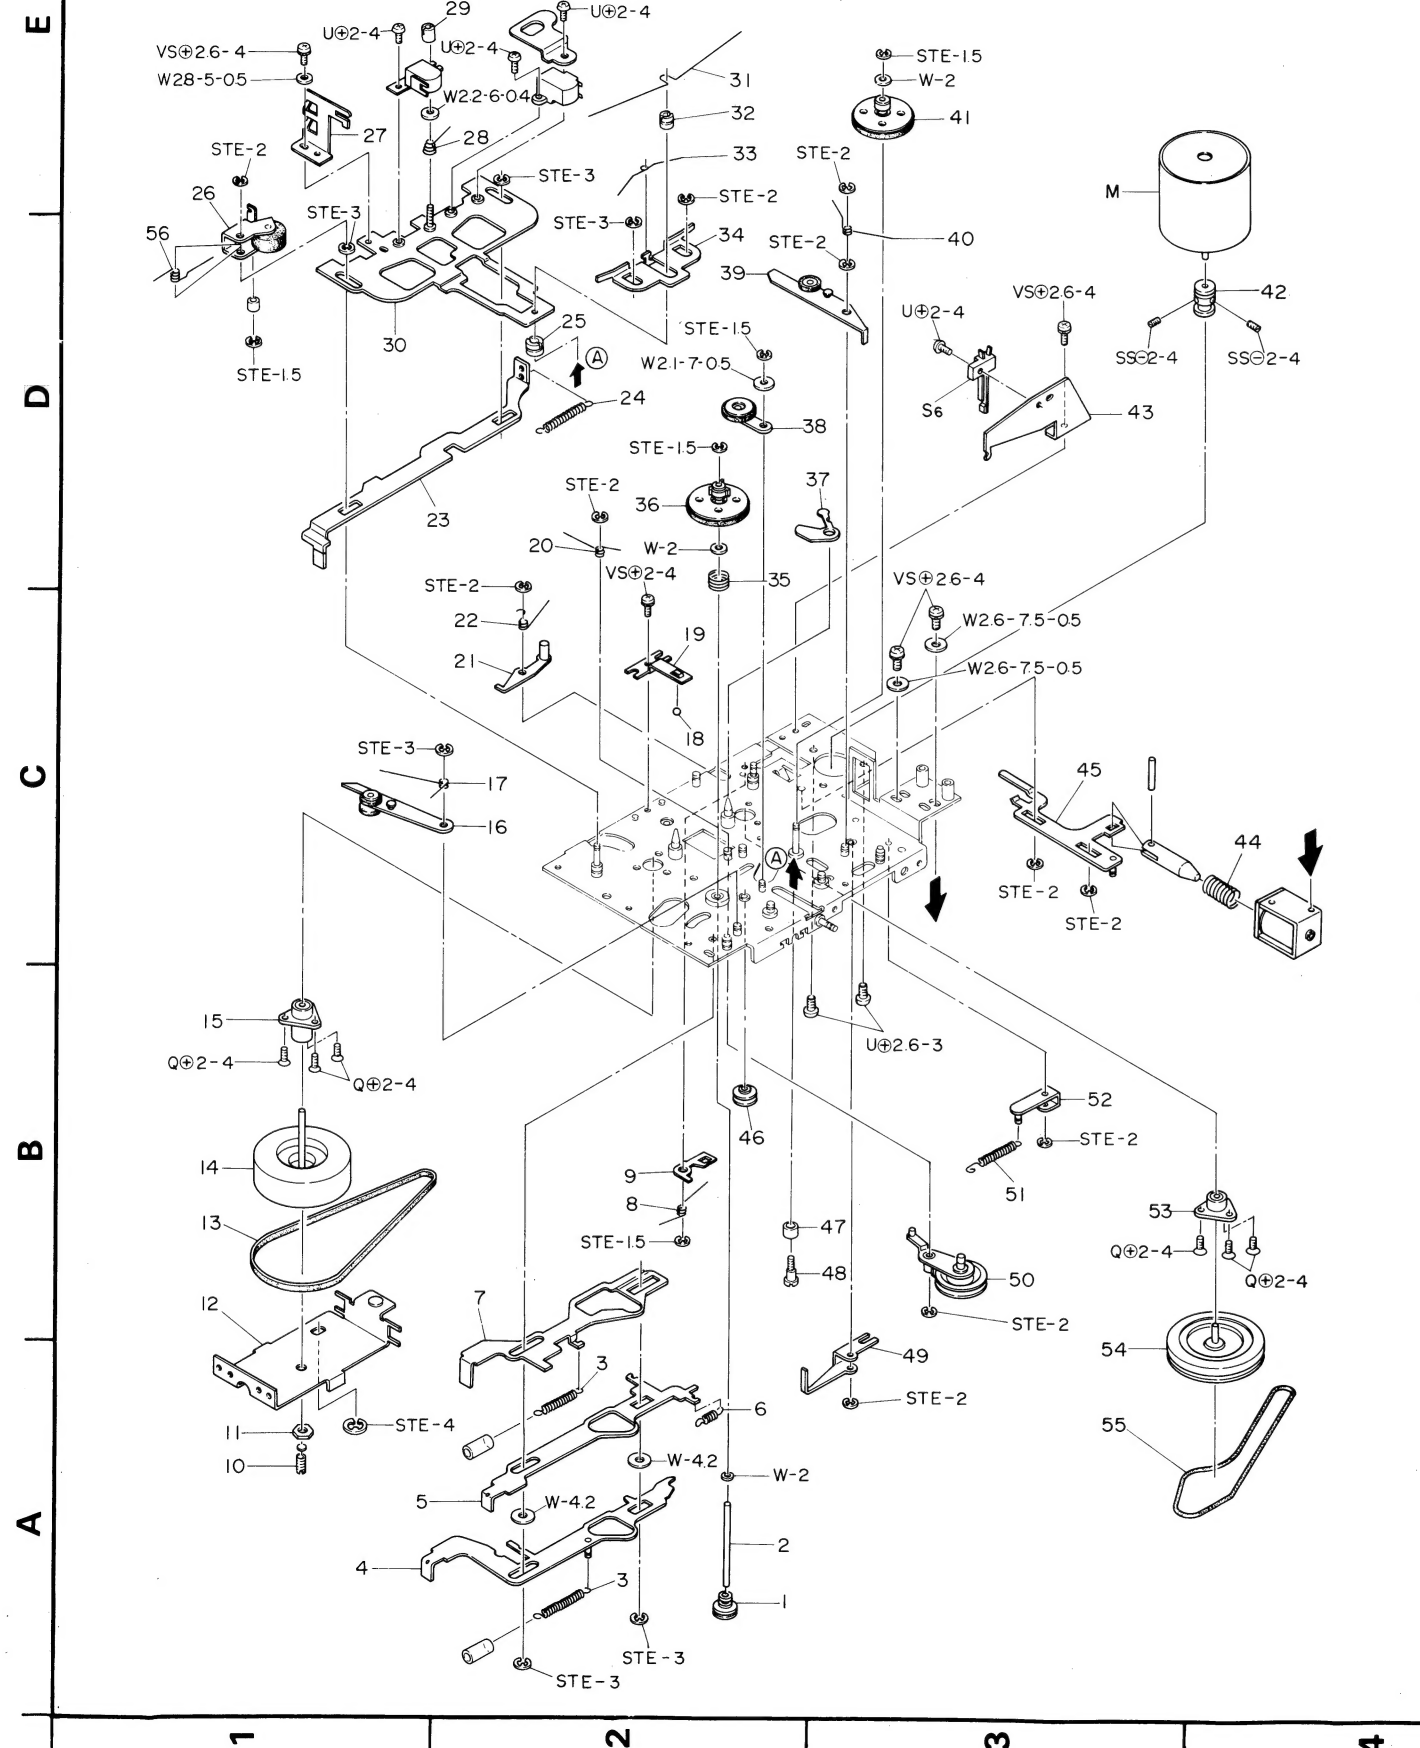 E
29
U⊕2-4
U⊕2-4
VS⊕2.6-4
U⊕2-4
W2.8-5-0.5
31
STE-1.5
W-2
W2.2-6-0.4
32
41
27
28
STE-2
33
STE-2
M
STE-3
26
STE-2
STE-3
STE-3
56
34
40
STE-2
39
42
VS⊕2.6-4
U⊕2-4
25
30
STE-1.5
SS⊖2-4
SS⊖2-4
A
W2.1-7-0.5
STE-1.5
D
24
S6
43
38
STE-1.5
37
STE-2
36
23
20
W-2
VS⊕2-4
35
VS⊕2.6-4
STE-2
22
19
W2.6-7.5-0.5
21
W2.6-7.5-0.5
18
STE-3
C
17
45
16
44
A
STE-2
STE-2
15
Q⊕2-4
U⊕2.6-3
Q⊕2-4
52
46
STE-2
B
14
9
51
8
13
47
53
STE-1.5
Q⊕2-4
48
50
Q⊕2-4
12
7
STE-2
54
3
49
STE-2
6
STE-4
11
55
W-4.2
10
W-2
5
W-4.2
A
2
4
3
1
STE-3
STE-3
1
2
3
4